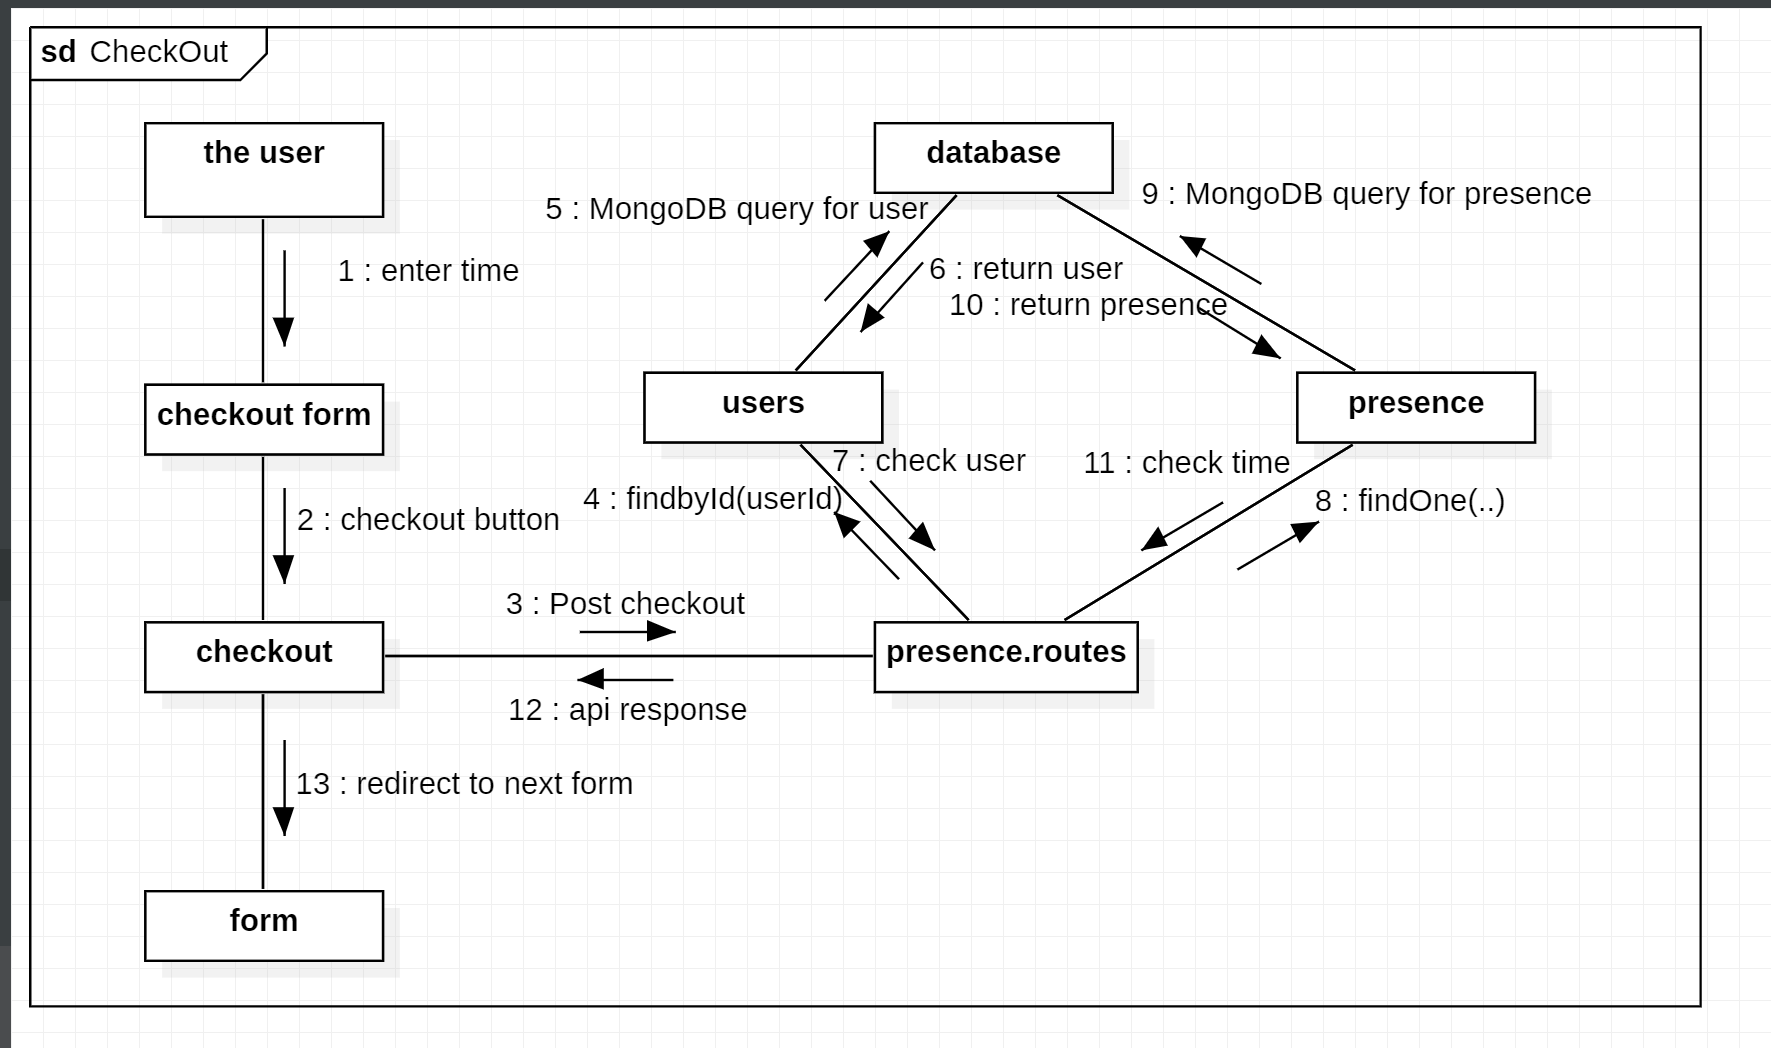 sd CheckOut
the user
database
5 : MongoDB query for user
9 : MongoDB query for presence
1 : enter time
6 : return user
10 : return presence
checkout form
users
presence
7 : check user
11 : check time
4 : findbyId(userId)
8 : findOne(..)
2 : checkout button
3 : Post checkout
checkout
presence.routes
12 : api response
13 : redirect to next form
form